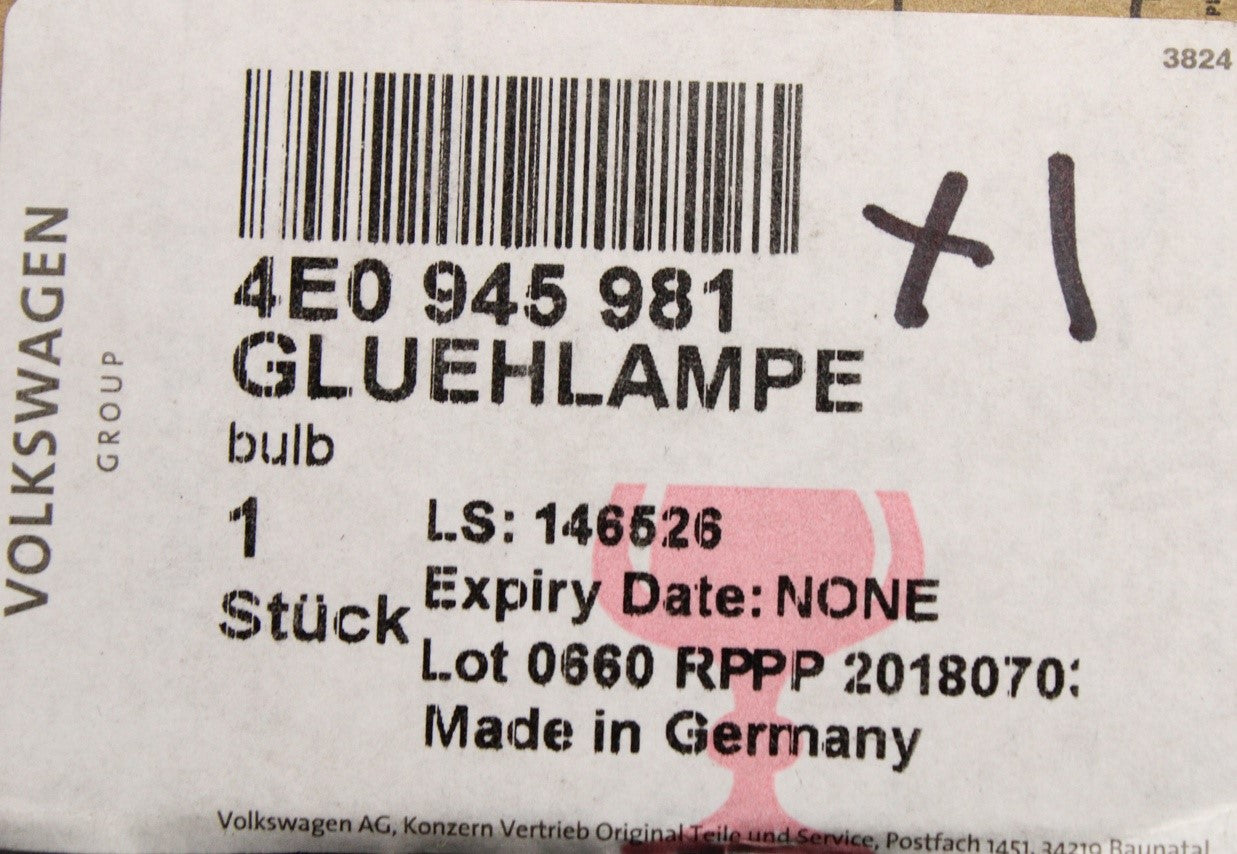 3824
VOLKSWAGEN
GROUP
4E0 945 981
GLUEHLAMPE
bulb
x1
1
Stück
LS: 146526
Expiry Date: NONE
Lot 0660 RPPP 2018070
Made in Germany
Volkswagen AG, Konzern Vertrieb Original Teile und Service, Postfach 1451, 34219 Baunatal